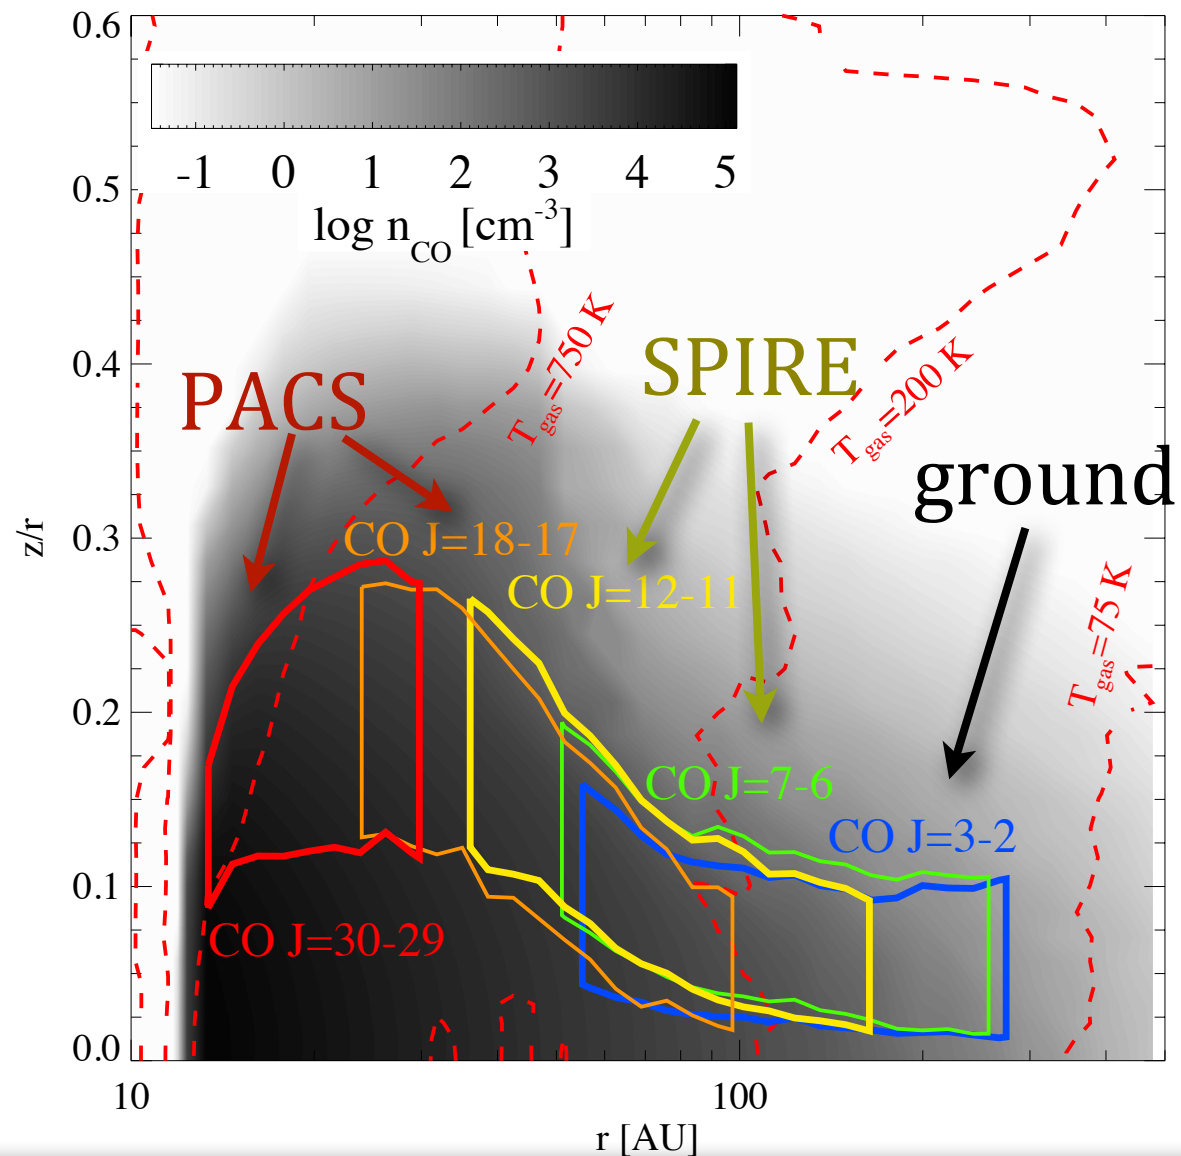 0.6
-1 0 1 2 3 4 5
log n_CO [cm^-3]
0.5
0.4
0.3
0.2
0.1
0.0
z/r
T_gas=750 K
T_gas=200 K
T_gas=75 K
PACS
SPIRE
ground
CO J=18-17
CO J=12-11
CO J=7-6
CO J=3-2
CO J=30-29
10 100
r [AU]